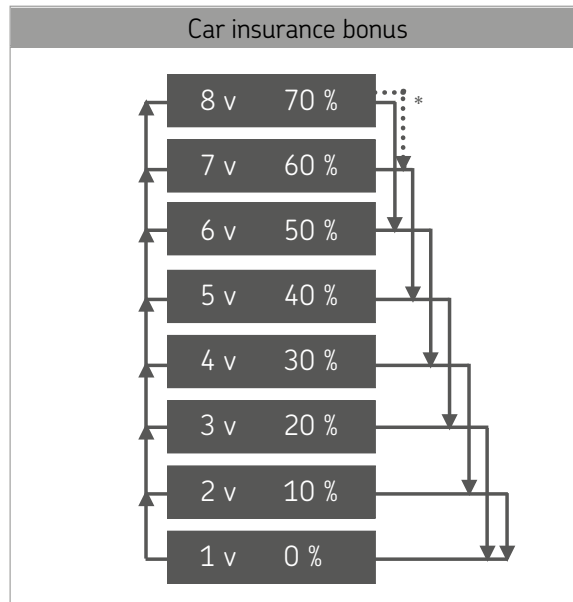 Car insurance bonus
8 v 70 %
*
7 v 60 %
6 v 50 %
5 v 40 %
4 v 30 %
3 v 20 %
2 v 10 %
1 v 0 %